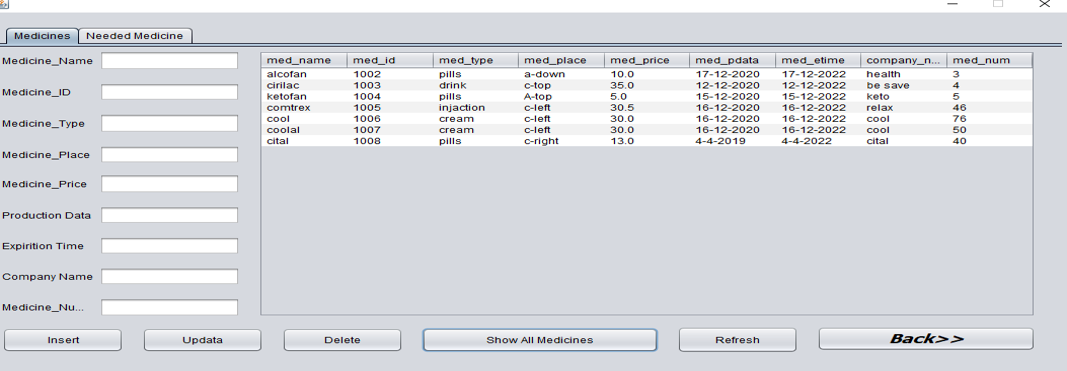 Medicines Needed Medicine
Medicine_Name
Medicine_ID
Medicine_Type
Medicine_Place
Medicine_Price
Production Data
Expirition Time
Company Name
Medicine_Nu...
med_name med_id med_type med_place med_price med_pdata med_etime company_n... med_num
alcofan 1002 pills a-down 10.0 17-12-2020 17-12-2022 health 3
cirilac 1003 drink c-top 35.0 12-12-2020 12-12-2022 be save 4
ketofan 1004 pills A-top 5.0 15-12-2020 15-12-2022 keto 5
comtrex 1005 injaction c-left 30.5 16-12-2020 16-12-2022 relax 46
cool 1006 cream c-left 30.0 16-12-2020 16-12-2022 cool 76
coolal 1007 cream c-left 30.0 16-12-2020 16-12-2022 cool 50
cital 1008 pills c-right 13.0 4-4-2019 4-4-2022 cital 40
Insert Updata Delete Show All Medicines Refresh Back>>